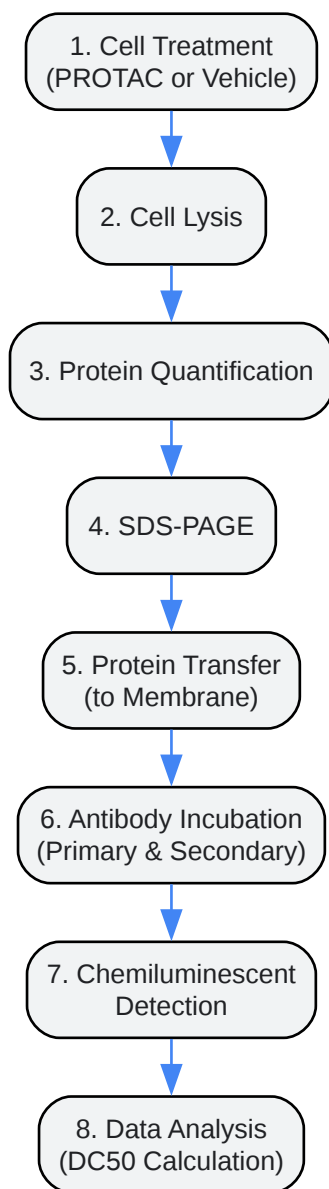 1. Cell Treatment
(PROTAC or Vehicle)
2. Cell Lysis
3. Protein Quantification
4. SDS-PAGE
5. Protein Transfer
(to Membrane)
6. Antibody Incubation
(Primary & Secondary)
7. Chemiluminescent
Detection
8. Data Analysis
(DC50 Calculation)